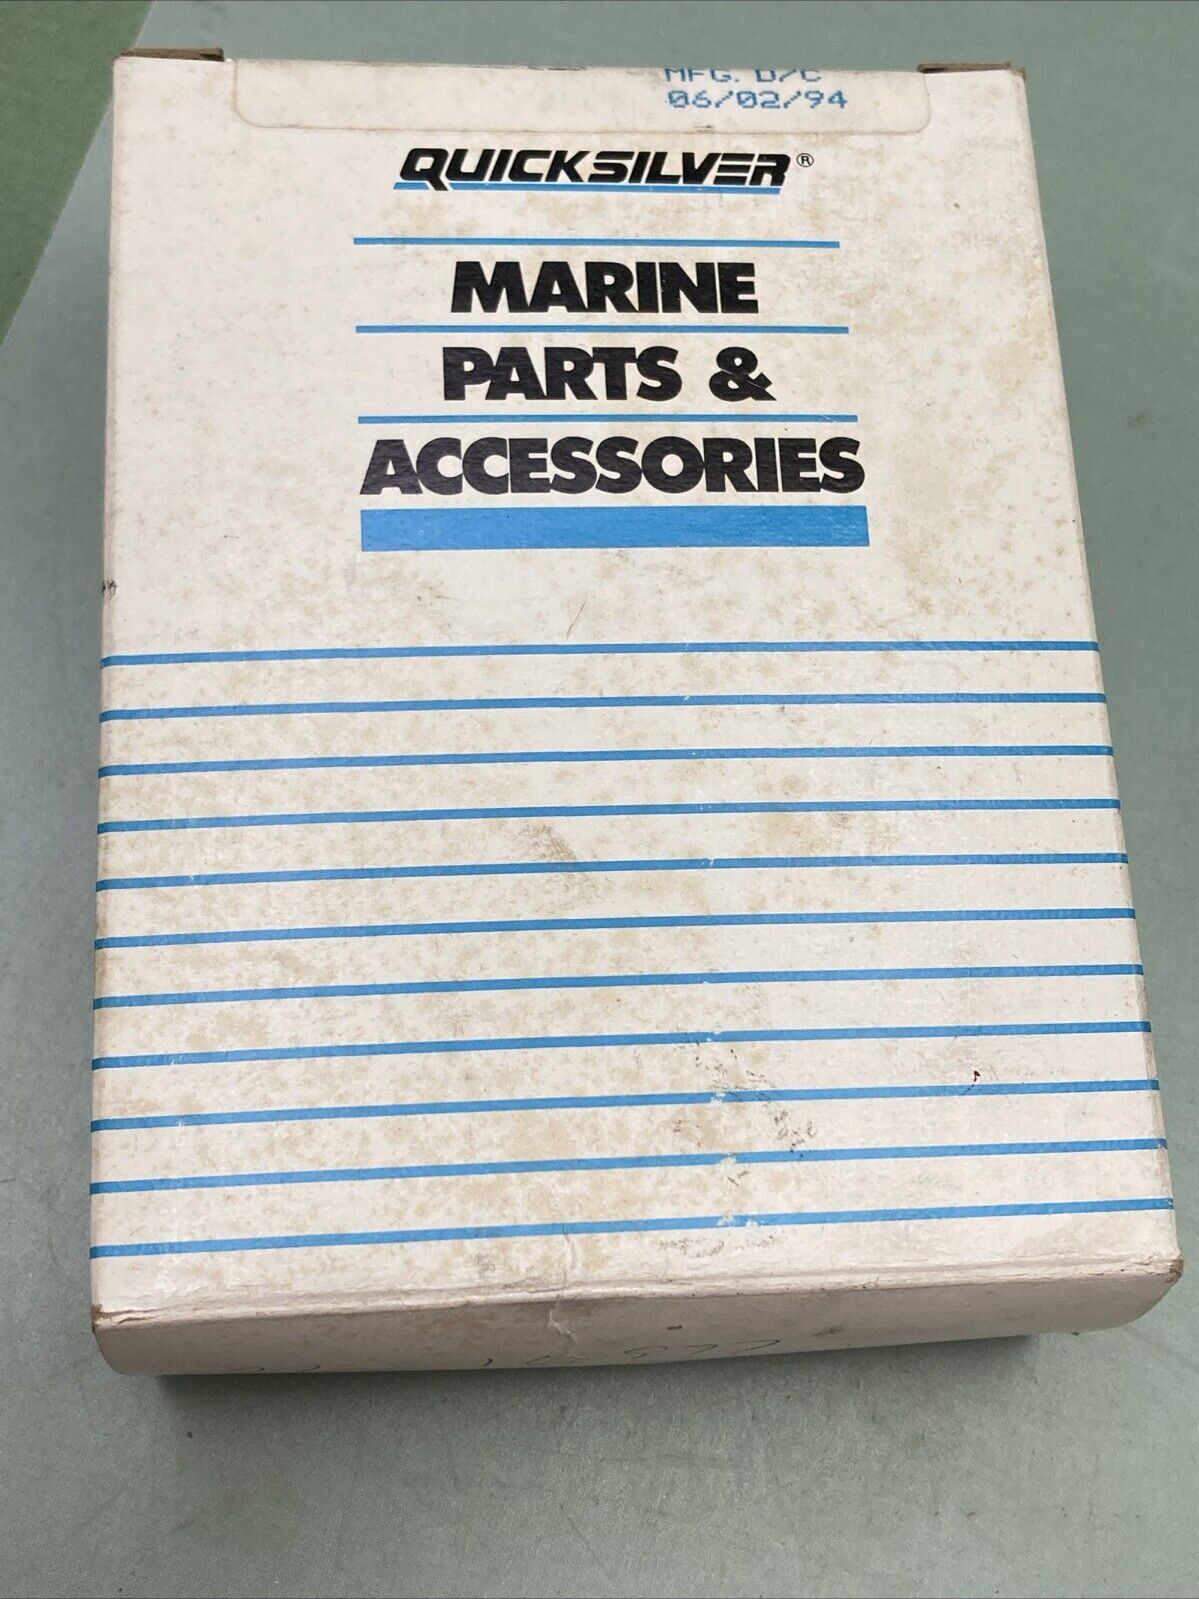 MFG. D/C
06/02/94
QUICKSILVER®
MARINE
PARTS &
ACCESSORIES